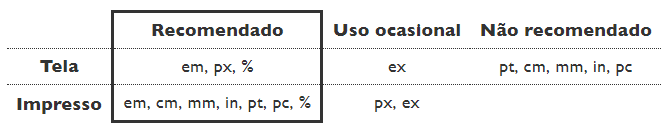 Recomendado Uso ocasional Não recomendado
Tela em, px, % ex pt, cm, mm, in, pc
Impresso em, cm, mm, in, pt, pc, % px, ex